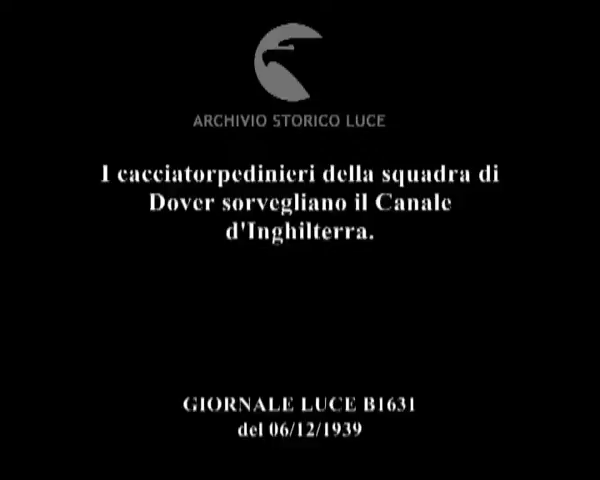 ARCHIVIO STORICO LUCE
I cacciatorpedinieri della squadra di
Dover sorvegliano il Canale
d'Inghilterra.
GIORNALE LUCE B1631
del 06/12/1939